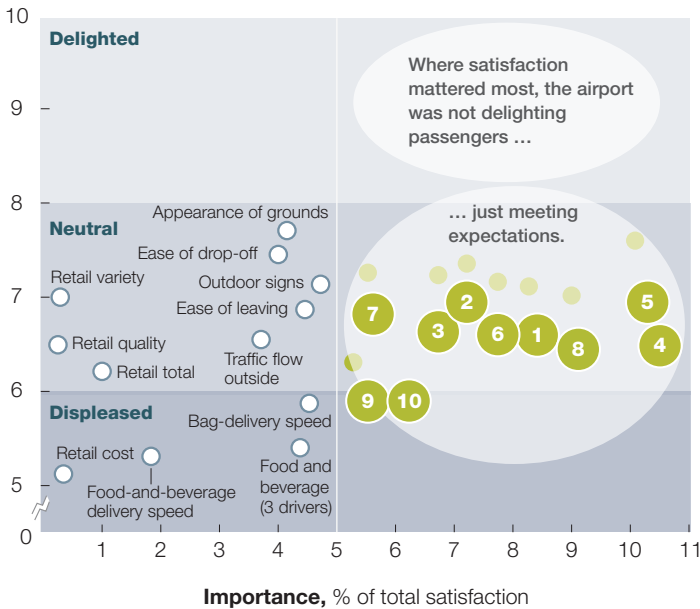 10
Delighted
Where satisfaction
mattered most, the airport
was not delighting
passengers …
9
8
Neutral
Appearance of grounds
… just meeting
expectations.
Ease of drop-off
Retail variety
Outdoor signs
7
Ease of leaving
7
3
2
6
1
8
5
4
Retail quality
Retail total
Traffic flow
outside
6
Displeased
9
10
Bag-delivery speed
Retail cost
Food and
beverage
(3 drivers)
5
Food-and-beverage
delivery speed
0
1
2
3
4
5
6
7
8
9
10
11
Importance, % of total satisfaction